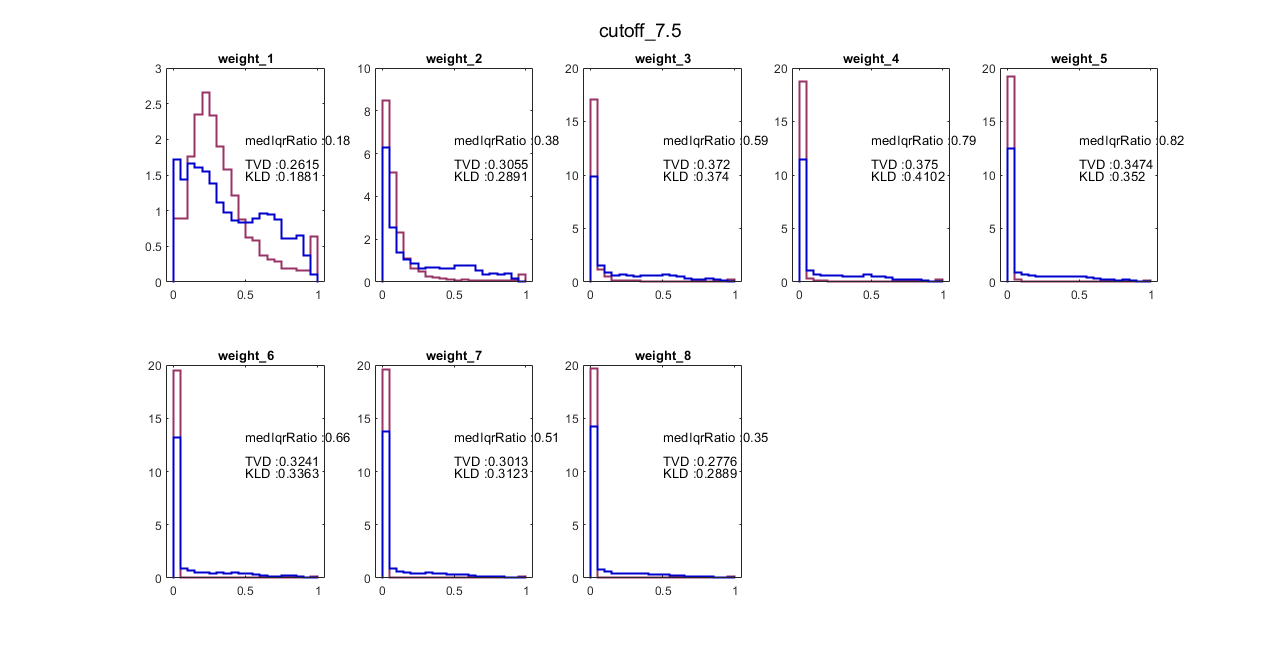 cutoff_7.5
weight_1
3
2.5
2
1.5
1
0.5
0
0
0.5
1
medIqrRatio :0.18
TVD :0.2615
KLD :0.1881
weight_2
10
8
6
4
2
0
0
0.5
1
medIqrRatio :0.38
TVD :0.3055
KLD :0.2891
weight_3
20
15
10
5
0
0
0.5
1
medIqrRatio :0.59
TVD :0.372
KLD :0.374
weight_4
20
15
10
5
0
0
0.5
1
medIqrRatio :0.79
TVD :0.375
KLD :0.4102
weight_5
20
15
10
5
0
0
0.5
1
medIqrRatio :0.82
TVD :0.3474
KLD :0.352
weight_6
20
15
10
5
0
0
0.5
1
medIqrRatio :0.66
TVD :0.3241
KLD :0.3363
weight_7
20
15
10
5
0
0
0.5
1
medIqrRatio :0.51
TVD :0.3013
KLD :0.3123
weight_8
20
15
10
5
0
0
0.5
1
medIqrRatio :0.35
TVD :0.2776
KLD :0.2889